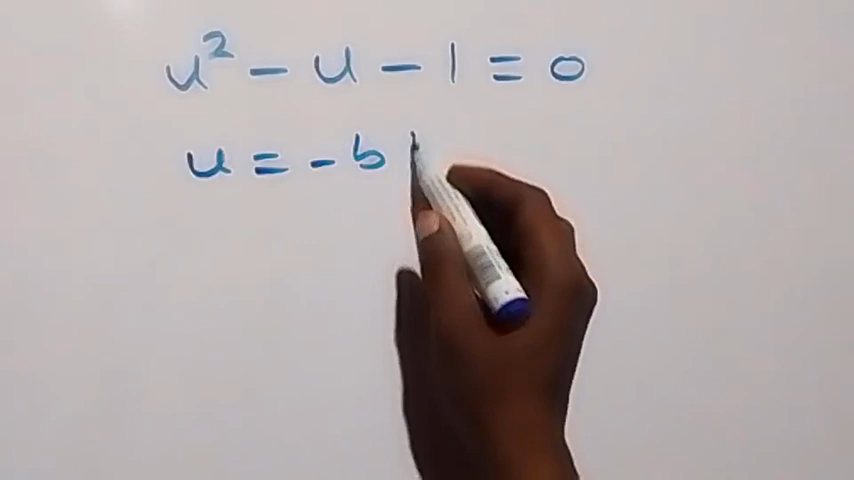 u² - u - 1 = 0
u = - b